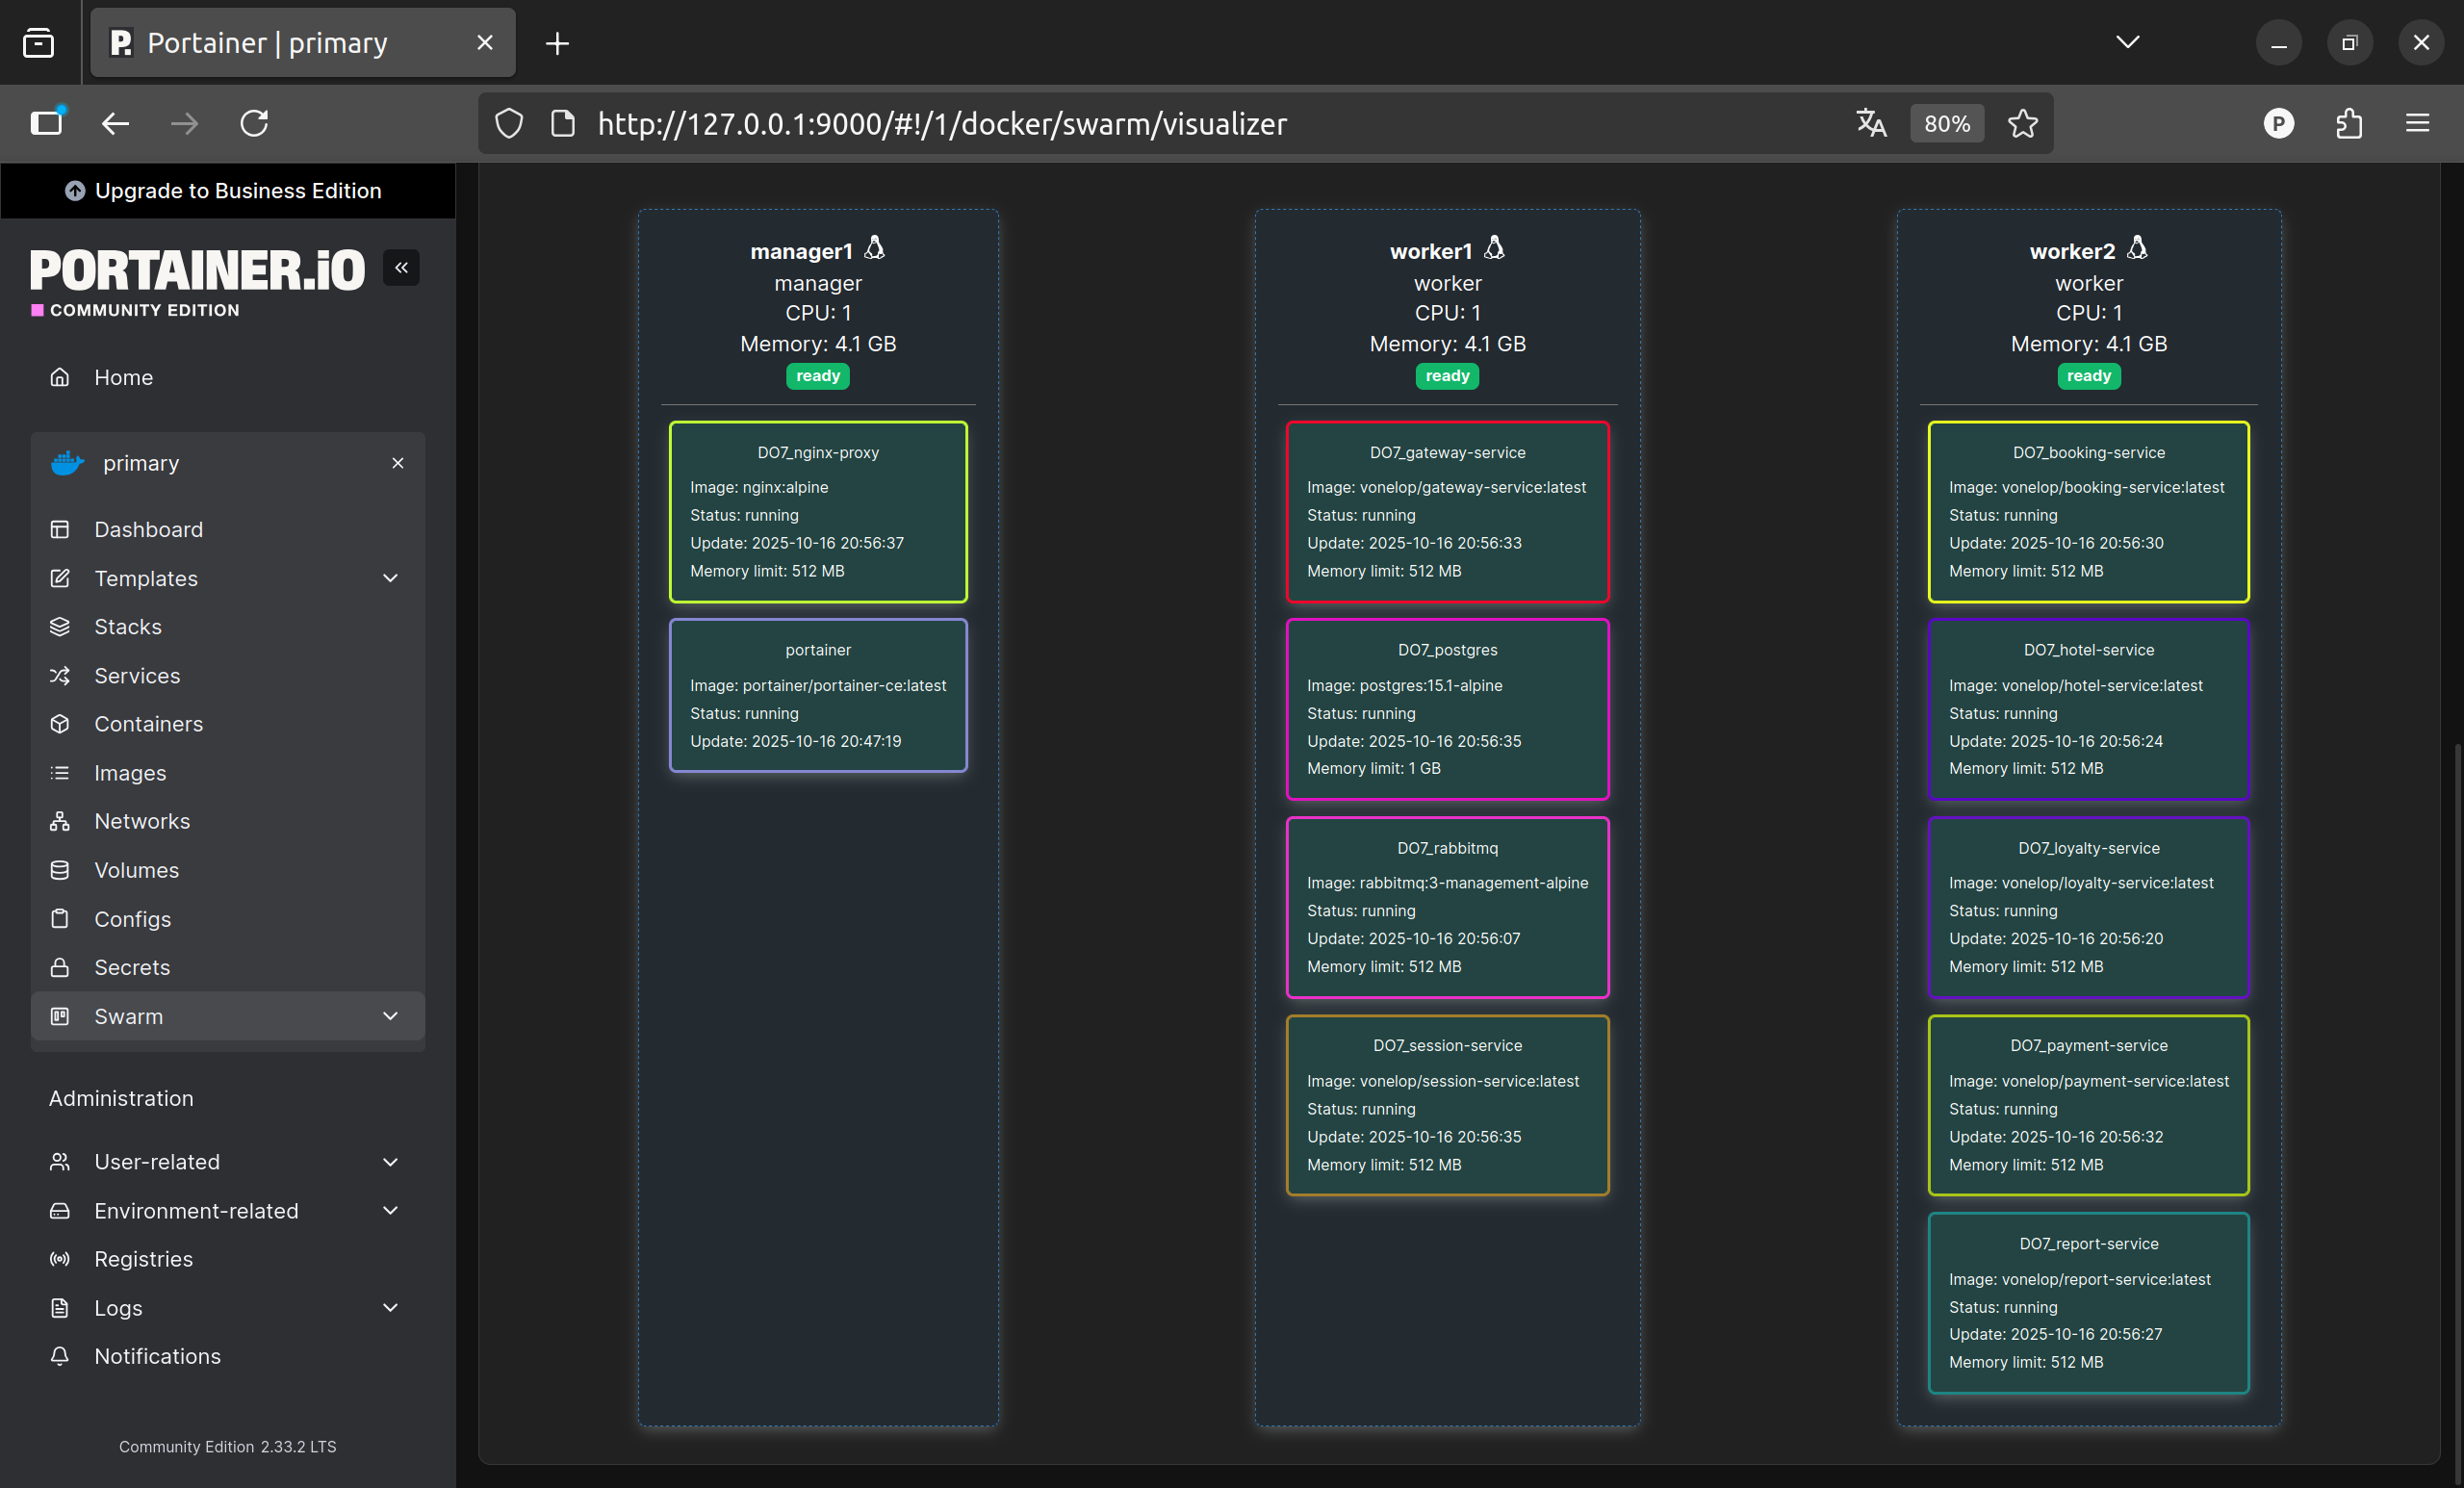 Portainer | primary
http://127.0.0.1:9000/#!/1/docker/swarm/visualizer
80%
P
Upgrade to Business Edition
PORTAINER.iO
COMMUNITY EDITION
Home
primary
Dashboard
Templates
Stacks
Services
Containers
Images
Networks
Volumes
Configs
Secrets
Swarm
Administration
User-related
Environment-related
Registries
Logs
Notifications
Community Edition 2.33.2 LTS
manager1
manager
CPU: 1
Memory: 4.1 GB
ready
DO7_nginx-proxy
Image: nginx:alpine
Status: running
Update: 2025-10-16 20:56:37
Memory limit: 512 MB
portainer
Image: portainer/portainer-ce:latest
Status: running
Update: 2025-10-16 20:47:19
worker1
worker
CPU: 1
Memory: 4.1 GB
ready
DO7_gateway-service
Image: vonelop/gateway-service:latest
Status: running
Update: 2025-10-16 20:56:33
Memory limit: 512 MB
DO7_postgres
Image: postgres:15.1-alpine
Status: running
Update: 2025-10-16 20:56:35
Memory limit: 1 GB
DO7_rabbitmq
Image: rabbitmq:3-management-alpine
Status: running
Update: 2025-10-16 20:56:07
Memory limit: 512 MB
DO7_session-service
Image: vonelop/session-service:latest
Status: running
Update: 2025-10-16 20:56:35
Memory limit: 512 MB
worker2
worker
CPU: 1
Memory: 4.1 GB
ready
DO7_booking-service
Image: vonelop/booking-service:latest
Status: running
Update: 2025-10-16 20:56:30
Memory limit: 512 MB
DO7_hotel-service
Image: vonelop/hotel-service:latest
Status: running
Update: 2025-10-16 20:56:24
Memory limit: 512 MB
DO7_loyalty-service
Image: vonelop/loyalty-service:latest
Status: running
Update: 2025-10-16 20:56:20
Memory limit: 512 MB
DO7_payment-service
Image: vonelop/payment-service:latest
Status: running
Update: 2025-10-16 20:56:32
Memory limit: 512 MB
DO7_report-service
Image: vonelop/report-service:latest
Status: running
Update: 2025-10-16 20:56:27
Memory limit: 512 MB